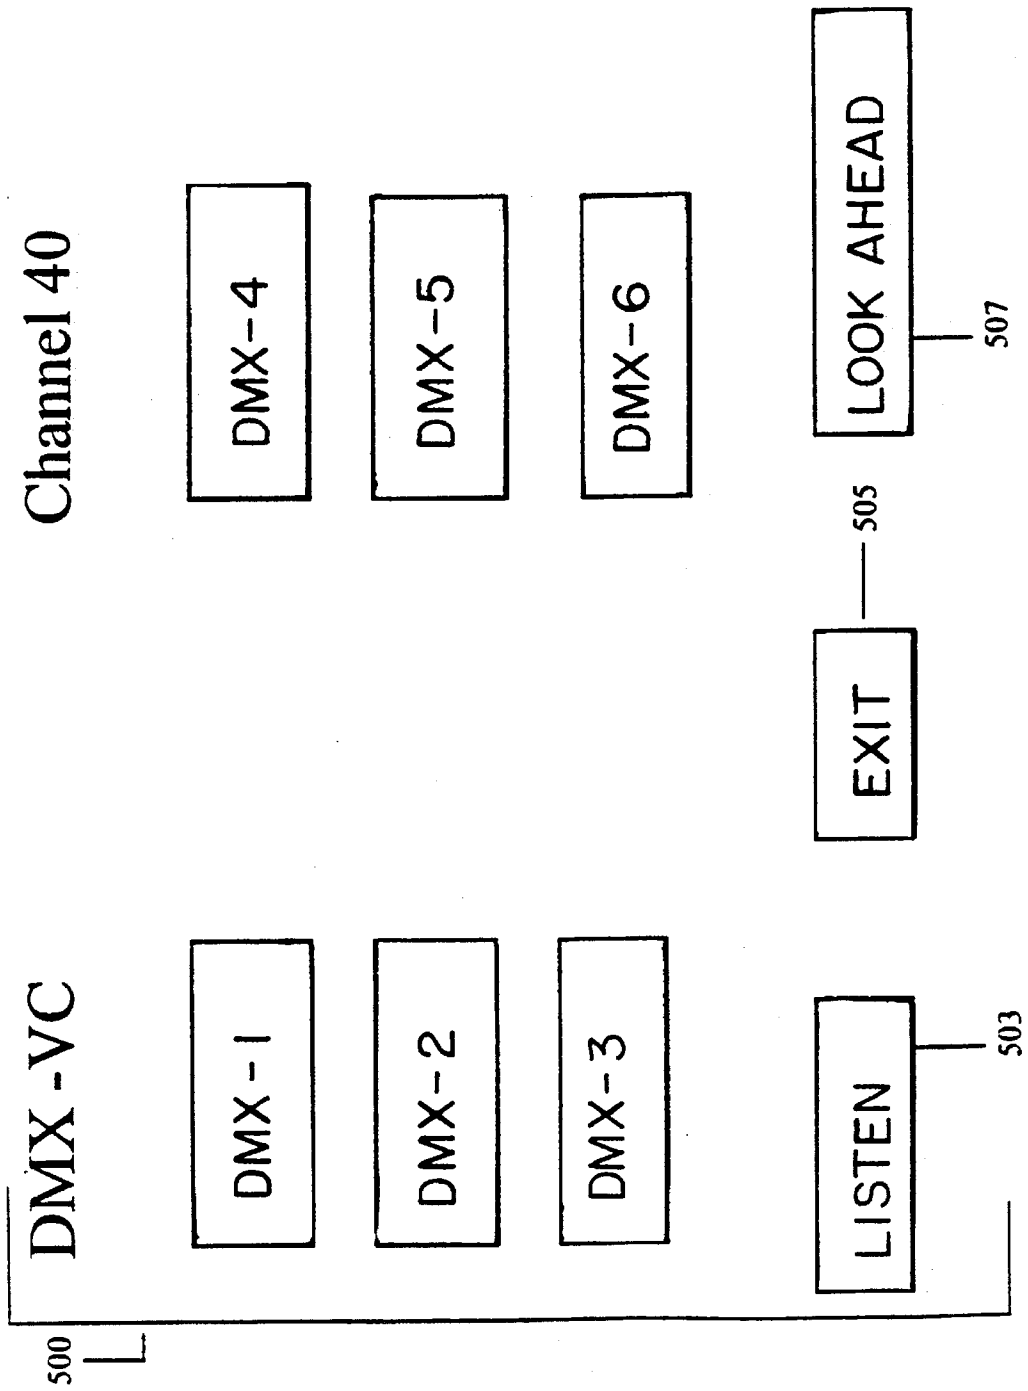 500
DMX -VC
Channel 40
DMX-1
DMX-4
DMX-2
DMX-5
DMX-3
DMX-6
LISTEN
EXIT
505
LOOK AHEAD
503
507